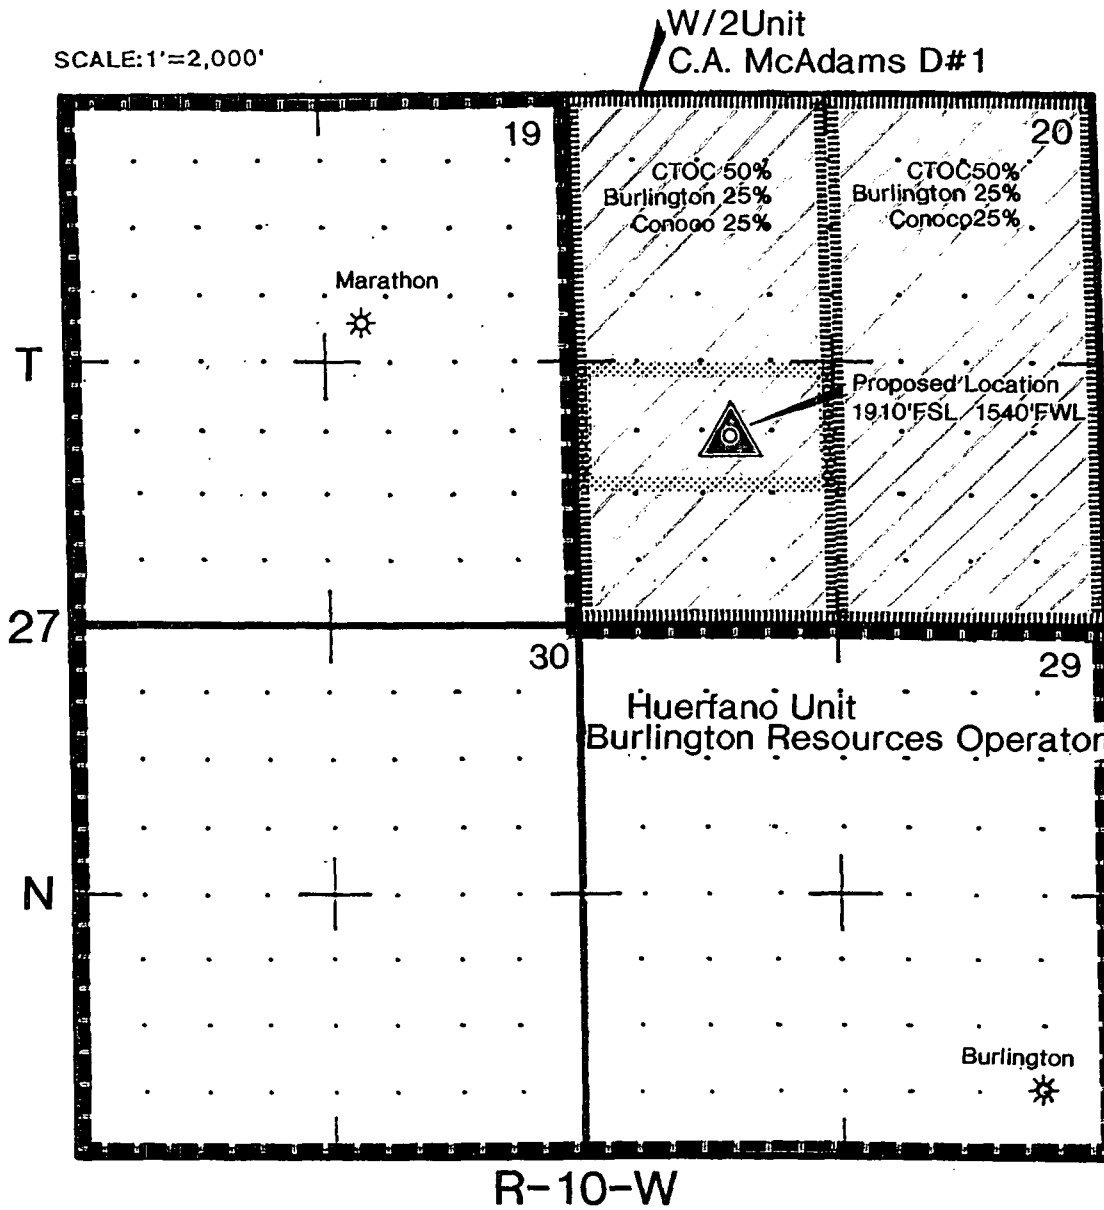 W/2Unit
SCALE:1'=2,000'
C.A. McAdams D#1
19
20
CTOC 50%
Burlington 25%
Conoco 25%
CTOC50%
Burlington 25%
Conoco25%
Marathon
T
Proposed Location
1910'FSL 1540'FWL
27
30
29
Huerfano Unit
Burlington Resources Operator
N
Burlington
R-10-W